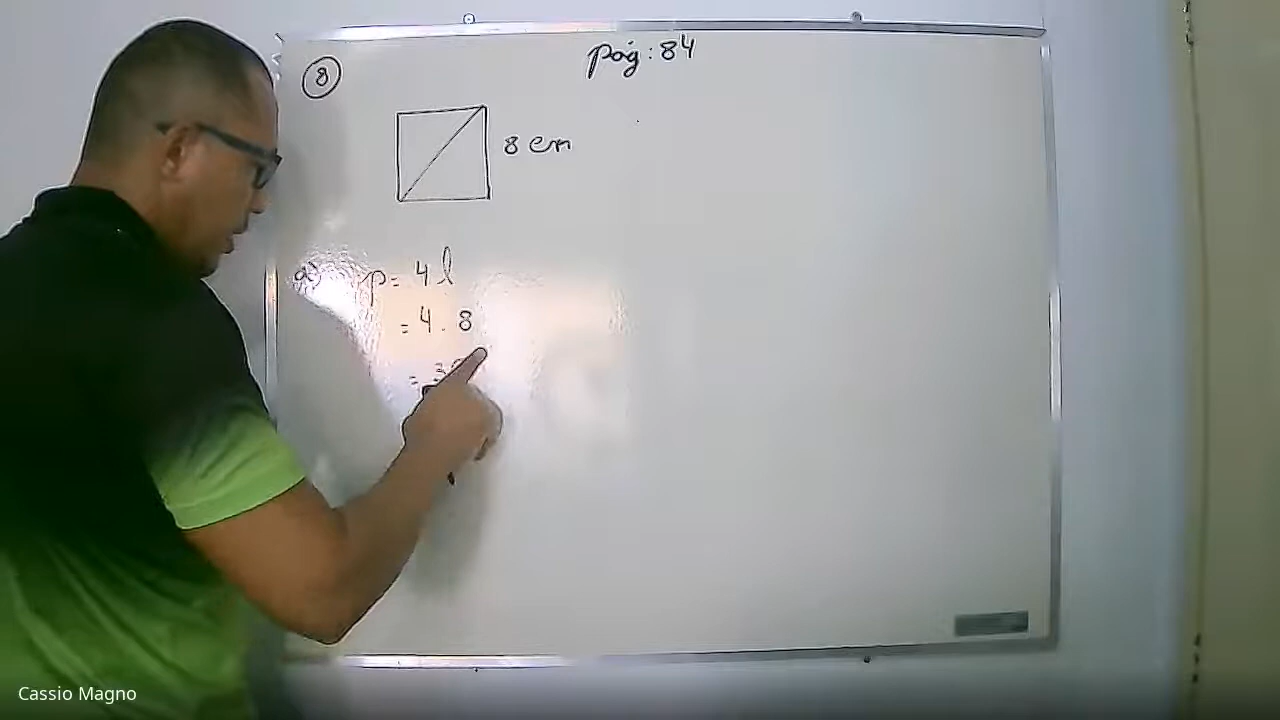 pág: 84
8
8 cm
a) p = 4 l
= 4 . 8
Cassio Magno